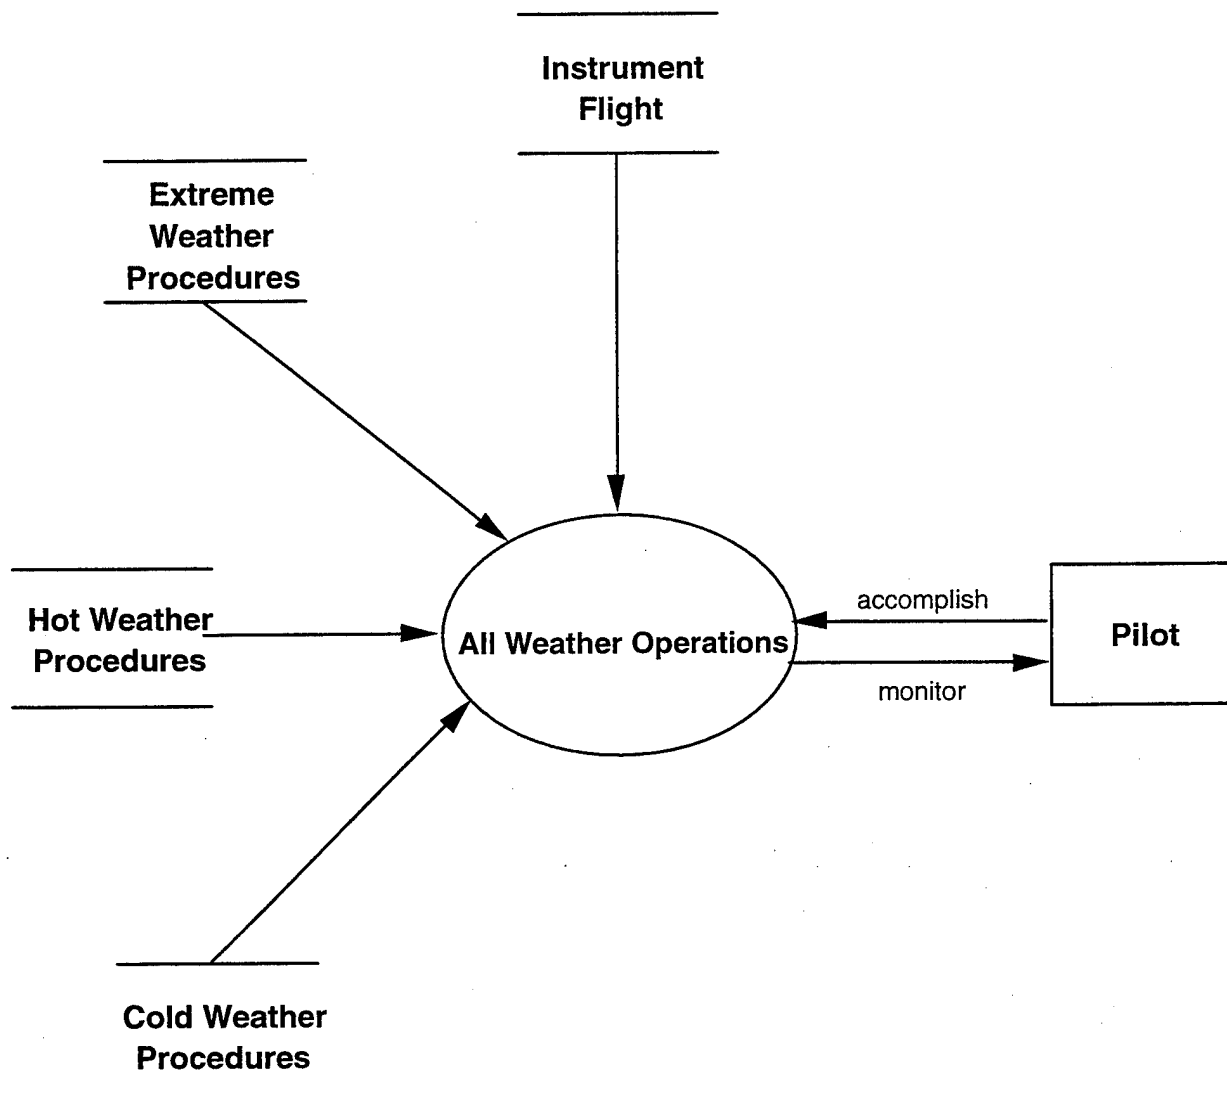 Instrument
Flight
Extreme
Weather
Procedures
accomplish
Hot Weather
Procedures
All Weather Operations
Pilot
monitor
Cold Weather
Procedures